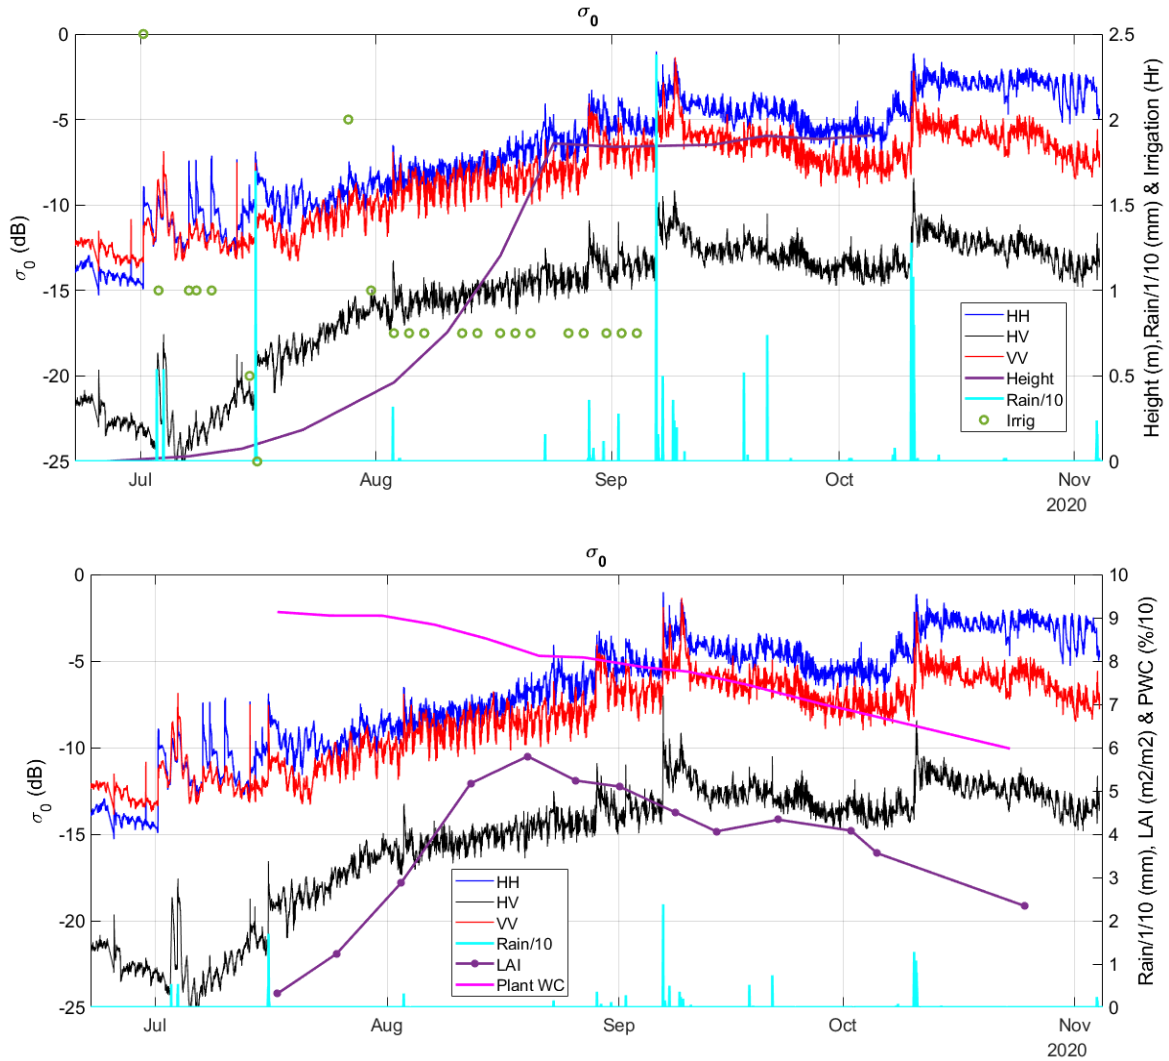 σ₀
0
-5
-10
-15
-20
-25
σ₀ (dB)
2.5
2
1.5
1
0.5
0
Height (m),Rain/1/10 (mm) & Irrigation (Hr)
HH
HV
VV
Height
Rain/10
Irrig
Jul
Aug
Sep
Oct
Nov
2020
σ₀
0
-5
-10
-15
-20
-25
σ₀ (dB)
10
9
8
7
6
5
4
3
2
1
0
Rain/1/10 (mm), LAI (m2/m2) & PWC (%/10)
HH
HV
VV
Rain/10
LAI
Plant WC
Jul
Aug
Sep
Oct
Nov
2020